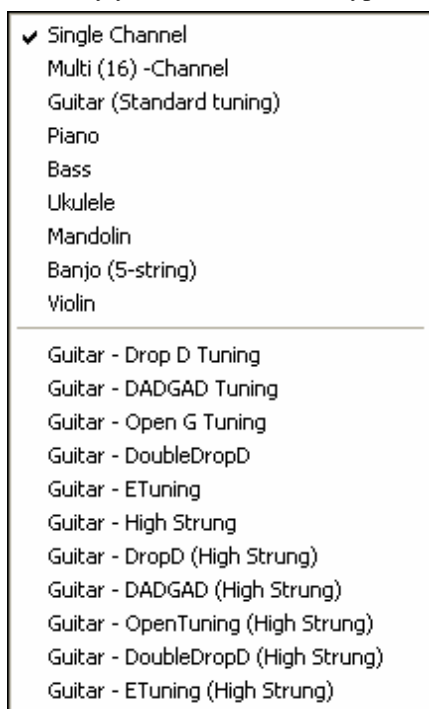 Single Channel
Multi (16) -Channel
Guitar (Standard tuning)
Piano
Bass
Ukulele
Mandolin
Banjo (5-string)
Violin
Guitar - Drop D Tuning
Guitar - DADGAD Tuning
Guitar - Open G Tuning
Guitar - DoubleDropD
Guitar - ETuning
Guitar - High Strung
Guitar - DropD (High Strung)
Guitar - DADGAD (High Strung)
Guitar - OpenTuning (High Strung)
Guitar - DoubleDropD (High Strung)
Guitar - ETuning (High Strung)